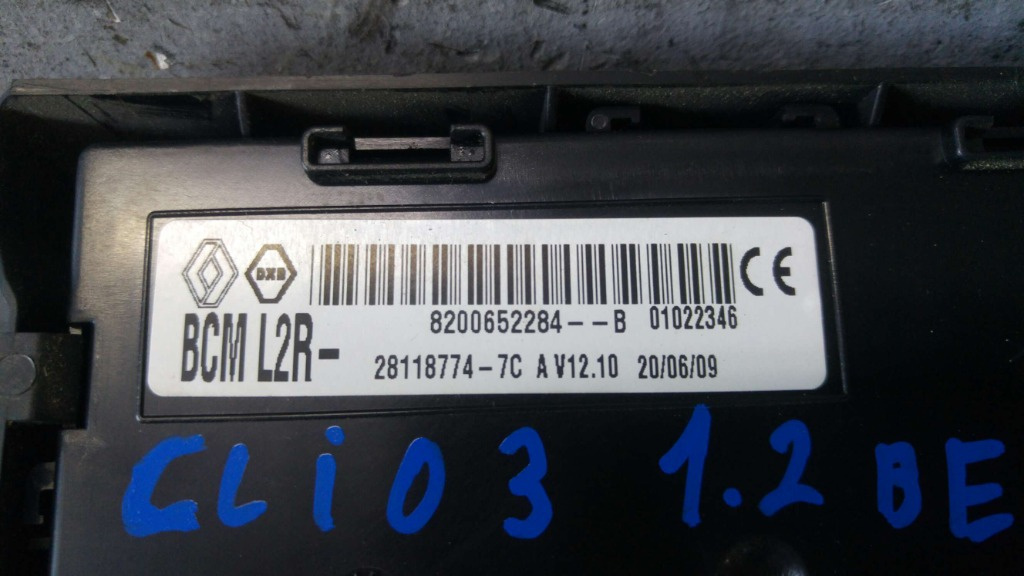 8200652284--B 01022346
BCM L2R-
28118774-7C A V12.10 20/06/09
CLiO 3 1.2 BE